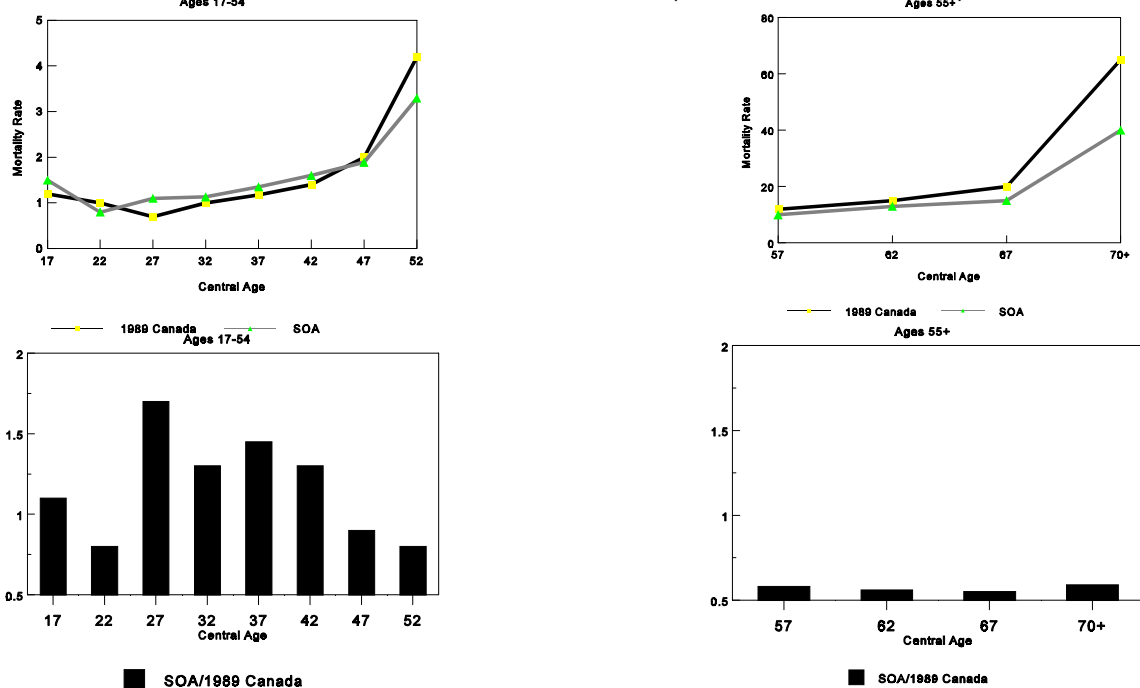 Ages 17-54
5
4
3
2
1
0
Mortality Rate
17 22 27 32 37 42 47 52
Central Age
1989 Canada SOA
Ages 55+
80
60
40
20
0
Mortality Rate
57 62 67 70+
Central Age
1989 Canada SOA
Ages 17-54
2
1.5
1
0.5
17 22 27 32 37 42 47 52
Central Age
SOA/1989 Canada
Ages 55+
2
1.5
1
0.5
57 62 67 70+
Central Age
SOA/1989 Canada